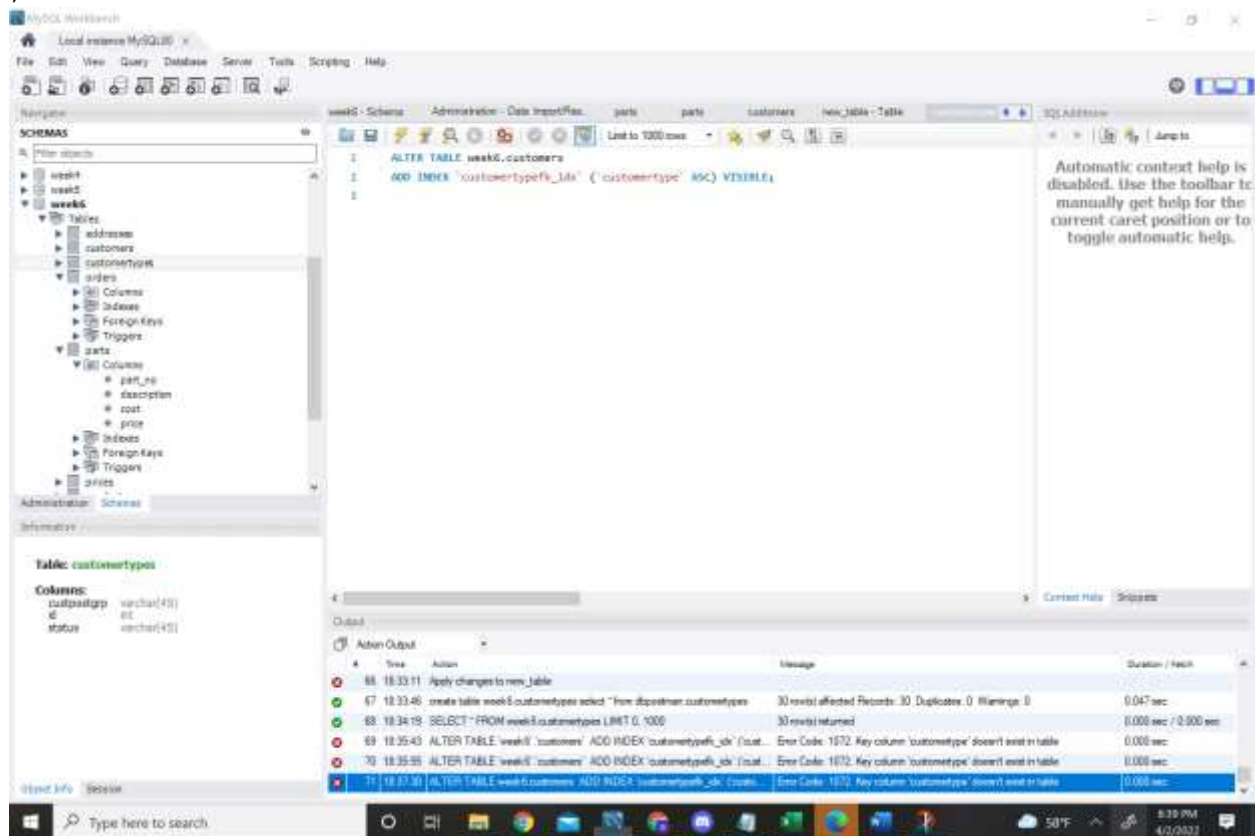 )
MySQL Workbench
Local instance MySQL80 x
File Edit View Query Database Server Tools Scripting Help
Navigator
week6 - Schema Administration - Data Import/Res... parts parts customers new_table - Table
SQLAdditions
SCHEMAS
Filter objects
Limit to 1000 rows
Jump to
1 ALTER TABLE week6.customers
2 ADD INDEX `customertypefk_idx` (`customertype` ASC) VISIBLE;
3
Automatic context help is
disabled. Use the toolbar to
manually get help for the
current caret position or to
toggle automatic help.
week4
week5
week6
Tables
addresses
customers
customertypes
orders
Columns
Indexes
Foreign Keys
Triggers
parts
Columns
part_no
description
cost
price
Indexes
Foreign Keys
Triggers
prices
Administration Schemas
Information
Table: customertypes
Columns:
custpostgrp varchar(45)
id int
status varchar(45)
Object Info Session
Context Help Snippets
Output
Action Output
# Time Action Message Duration / Fetch
66 18:33:11 Apply changes to new_table
67 18:33:46 create table week6.customertypes select * from dbpostman.customertypes 30 row(s) affected Records: 30 Duplicates: 0 Warnings: 0 0.047 sec
68 18:34:19 SELECT * FROM week6.customertypes LIMIT 0, 1000 30 row(s) returned 0.000 sec / 0.000 sec
69 18:35:43 ALTER TABLE `week6`.`customers` ADD INDEX `customertypefk_idx` (`cust... Error Code: 1072. Key column 'customertype' doesn't exist in table 0.000 sec
70 18:35:55 ALTER TABLE `week6`.`customers` ADD INDEX `customertypefk_idx` (`cust... Error Code: 1072. Key column 'customertype' doesn't exist in table 0.000 sec
71 18:37:30 ALTER TABLE week6.customers ADD INDEX `customertypefk_idx` (`custo... Error Code: 1072. Key column 'customertype' doesn't exist in table 0.000 sec
Type here to search
58°F
6:39 PM
6/2/2022